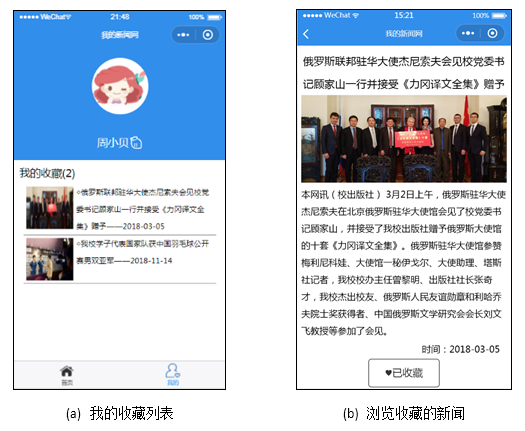 WeChat
21:48
100%
我的新闻网
周小贝
我的收藏(2)
○俄罗斯联邦驻华大使杰尼索夫会见校党
委书记顾家山一行并接受《力冈译文全
集》赠予——2018-03-05
○我校学子代表国家队获中国羽毛球公开
赛男双亚军——2018-11-14
首页
我的
(a) 我的收藏列表
WeChat
15:21
100%
我的新闻网
俄罗斯联邦驻华大使杰尼索夫会见校党委书
记顾家山一行并接受《力冈译文全集》赠予
本网讯（校出版社） 3月2日上午，俄罗斯驻华大使
杰尼索夫在北京俄罗斯驻华大使馆会见了校党委书
记顾家山，并接受了我校出版社赠予俄罗斯大使馆
的十套《力冈译文全集》。俄罗斯驻华大使馆参赞
梅利尼科娃、大使馆一秘伊戈尔、大使助理、塔斯
社记者，我校校办主任曾黎明、出版社社长张奇
才，我校杰出校友、俄罗斯人民友谊勋章和利哈乔
夫院士奖获得者、中国俄罗斯文学研究会会长刘文
飞教授等参加了会见。
时间：2018-03-05
♥已收藏
(b) 浏览收藏的新闻